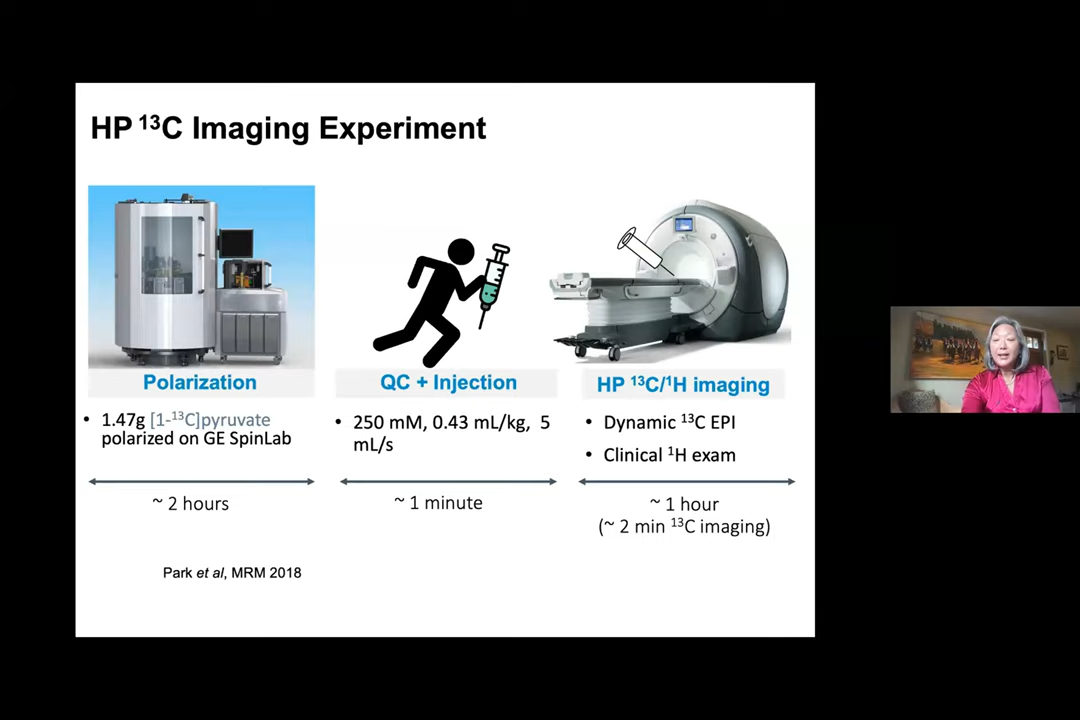 HP ¹³C Imaging Experiment
Polarization
• 1.47g [1-¹³C]pyruvate
polarized on GE SpinLab
~ 2 hours
QC + Injection
• 250 mM, 0.43 mL/kg, 5
mL/s
~ 1 minute
HP ¹³C/¹H imaging
• Dynamic ¹³C EPI
• Clinical ¹H exam
~ 1 hour
(~ 2 min ¹³C imaging)
Park et al, MRM 2018